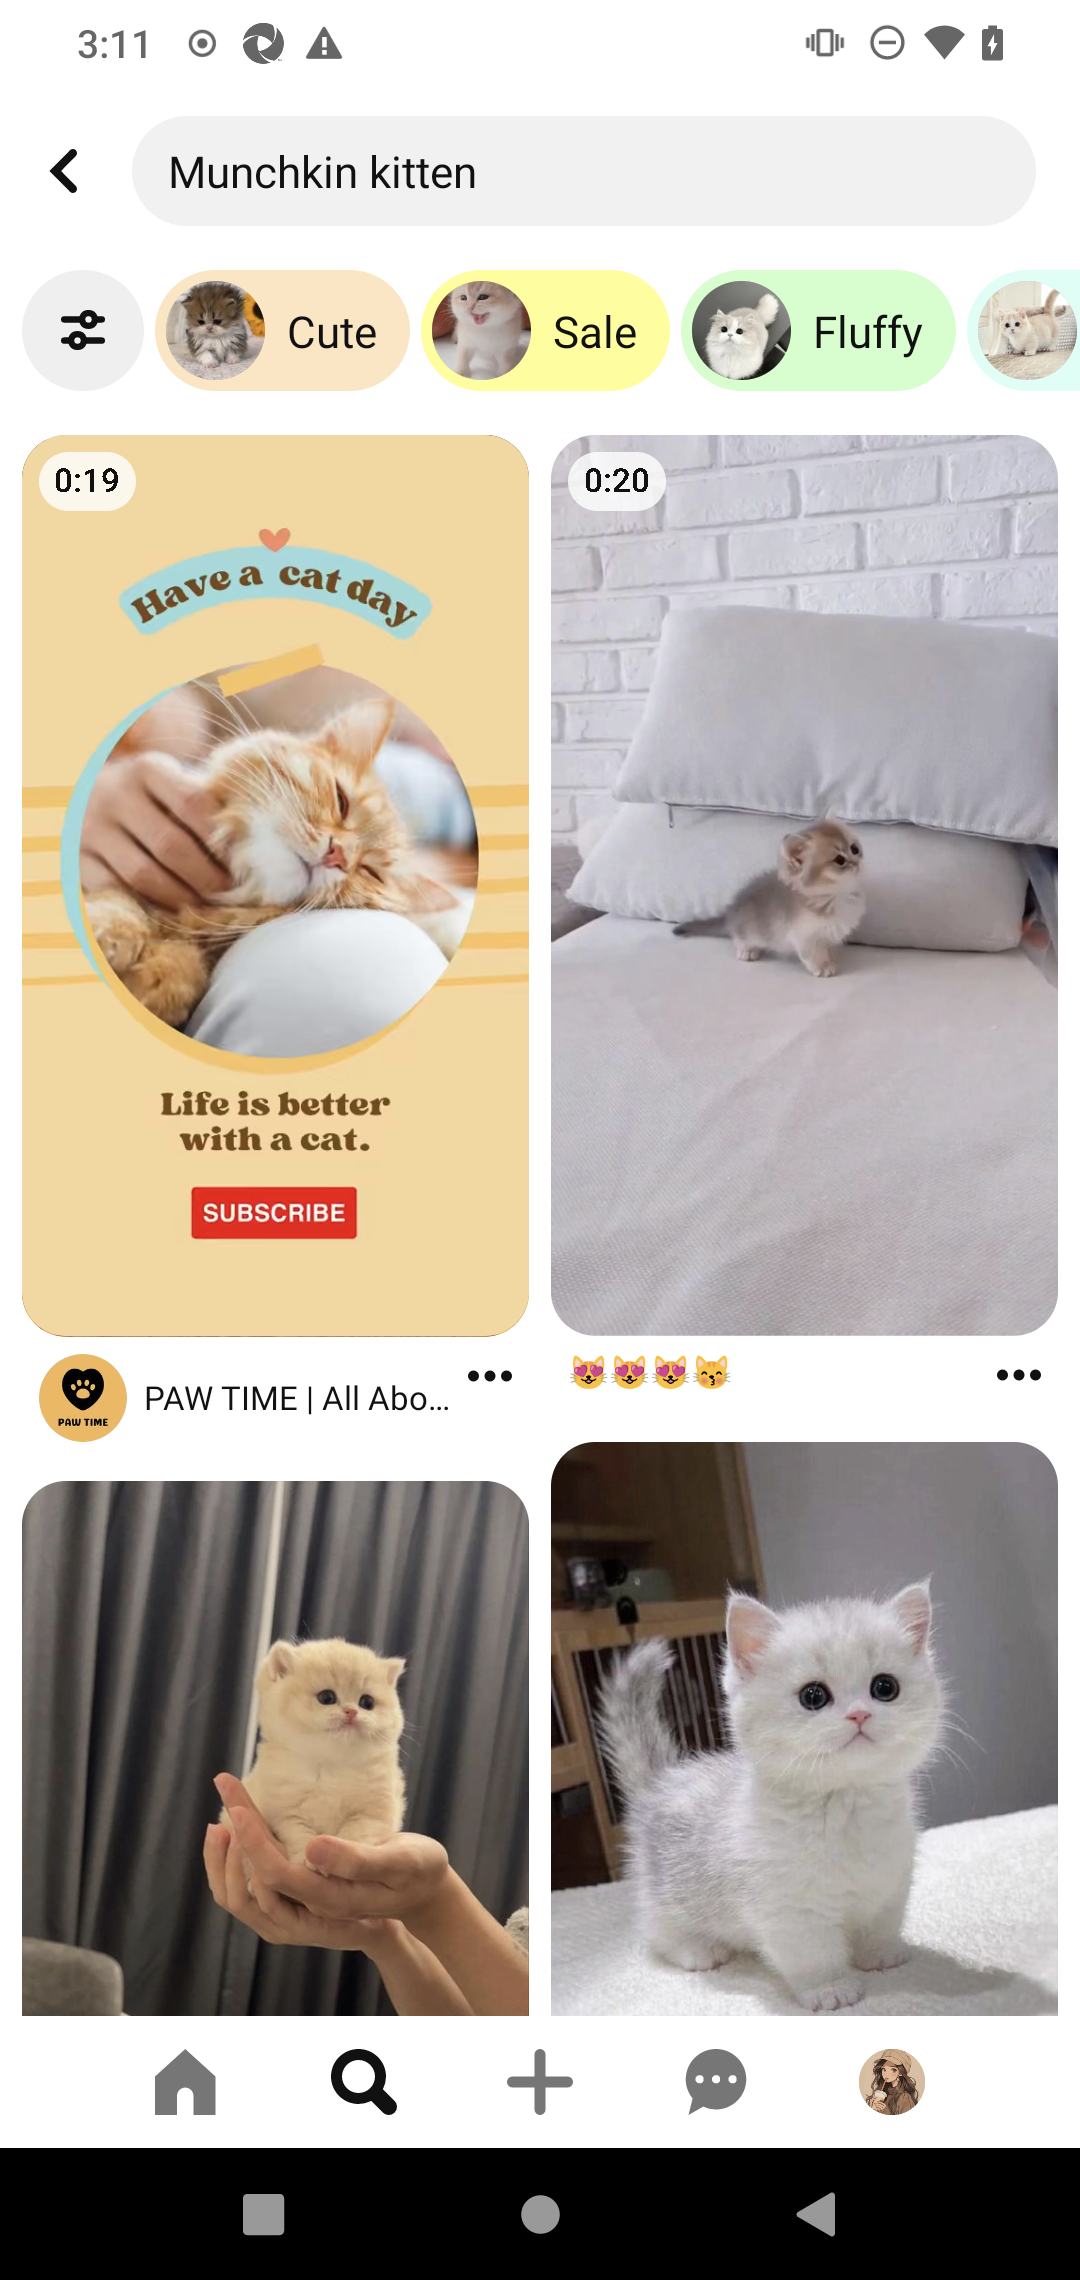 3:11
Munchkin kitten
Cute
Sale
Fluffy
0:19
Have a cat day
Life is better
with a cat.
SUBSCRIBE
0:20
PAW TIME
PAW TIME | All Abo...
😻😻😻😽